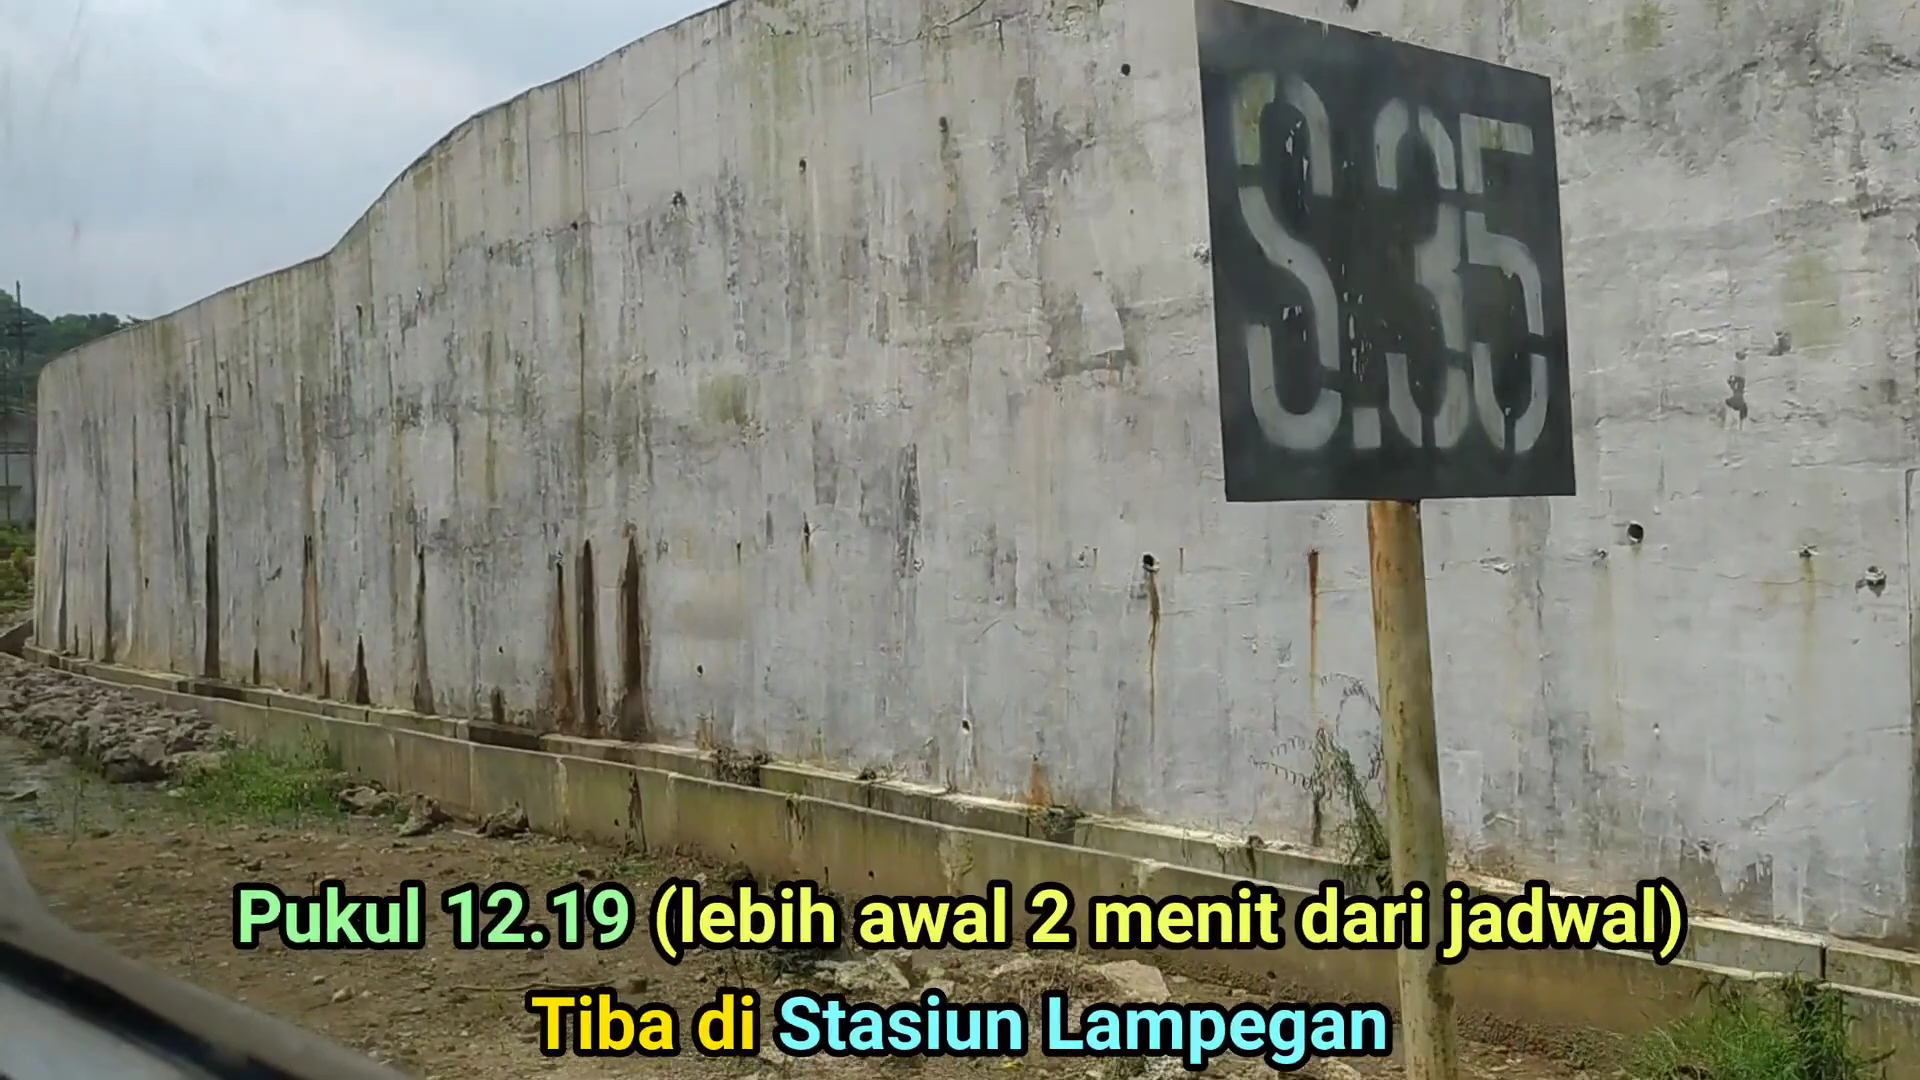 S.35
Pukul 12.19 (lebih awal 2 menit dari jadwal)
Tiba di Stasiun Lampegan